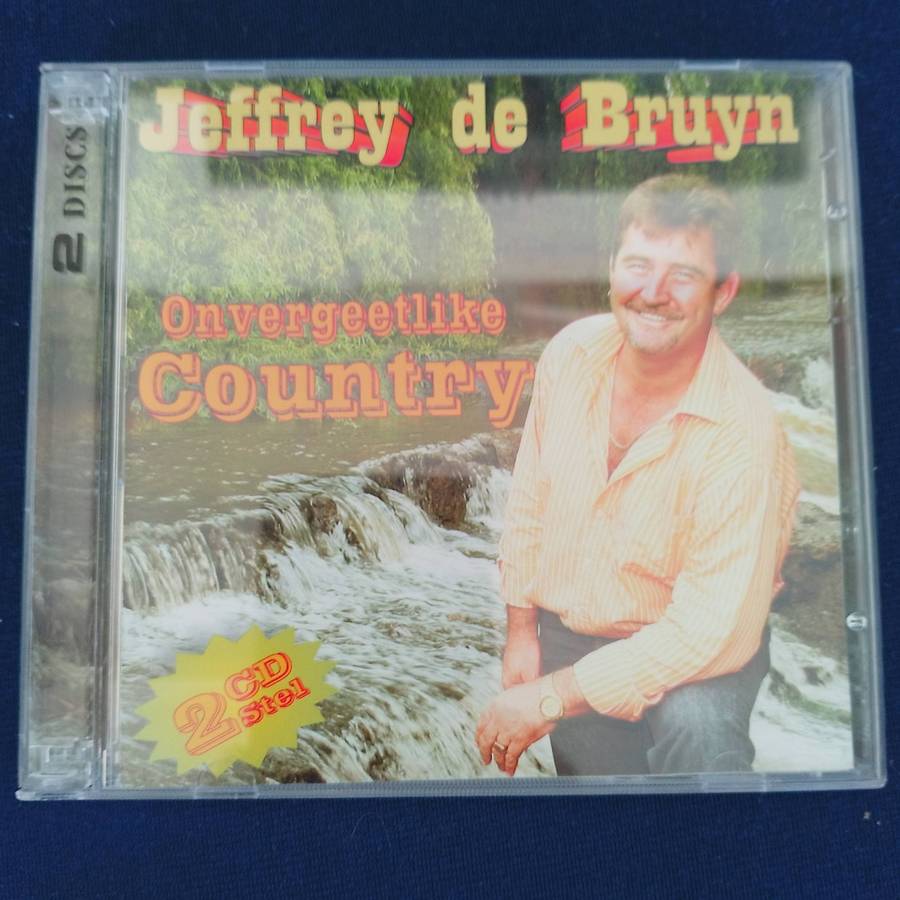 Jeffrey de Bruyn
2 DISCS
Onvergeetlike
Country
2 CD
Stel